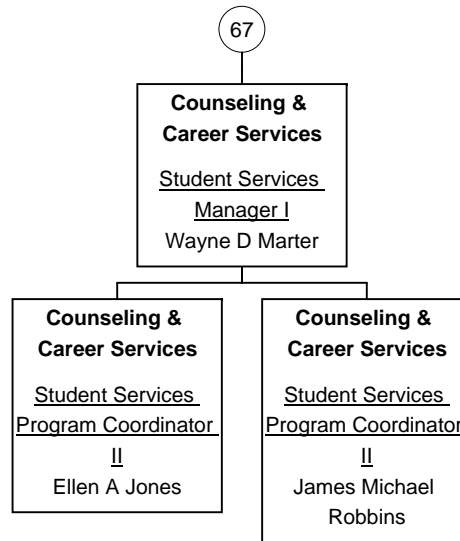 67
Counseling &
Career Services
Student Services
Manager I
Wayne D Marter
Counseling &
Career Services
Student Services
Program Coordinator
II
Ellen A Jones
Counseling &
Career Services
Student Services
Program Coordinator
II
James Michael
Robbins